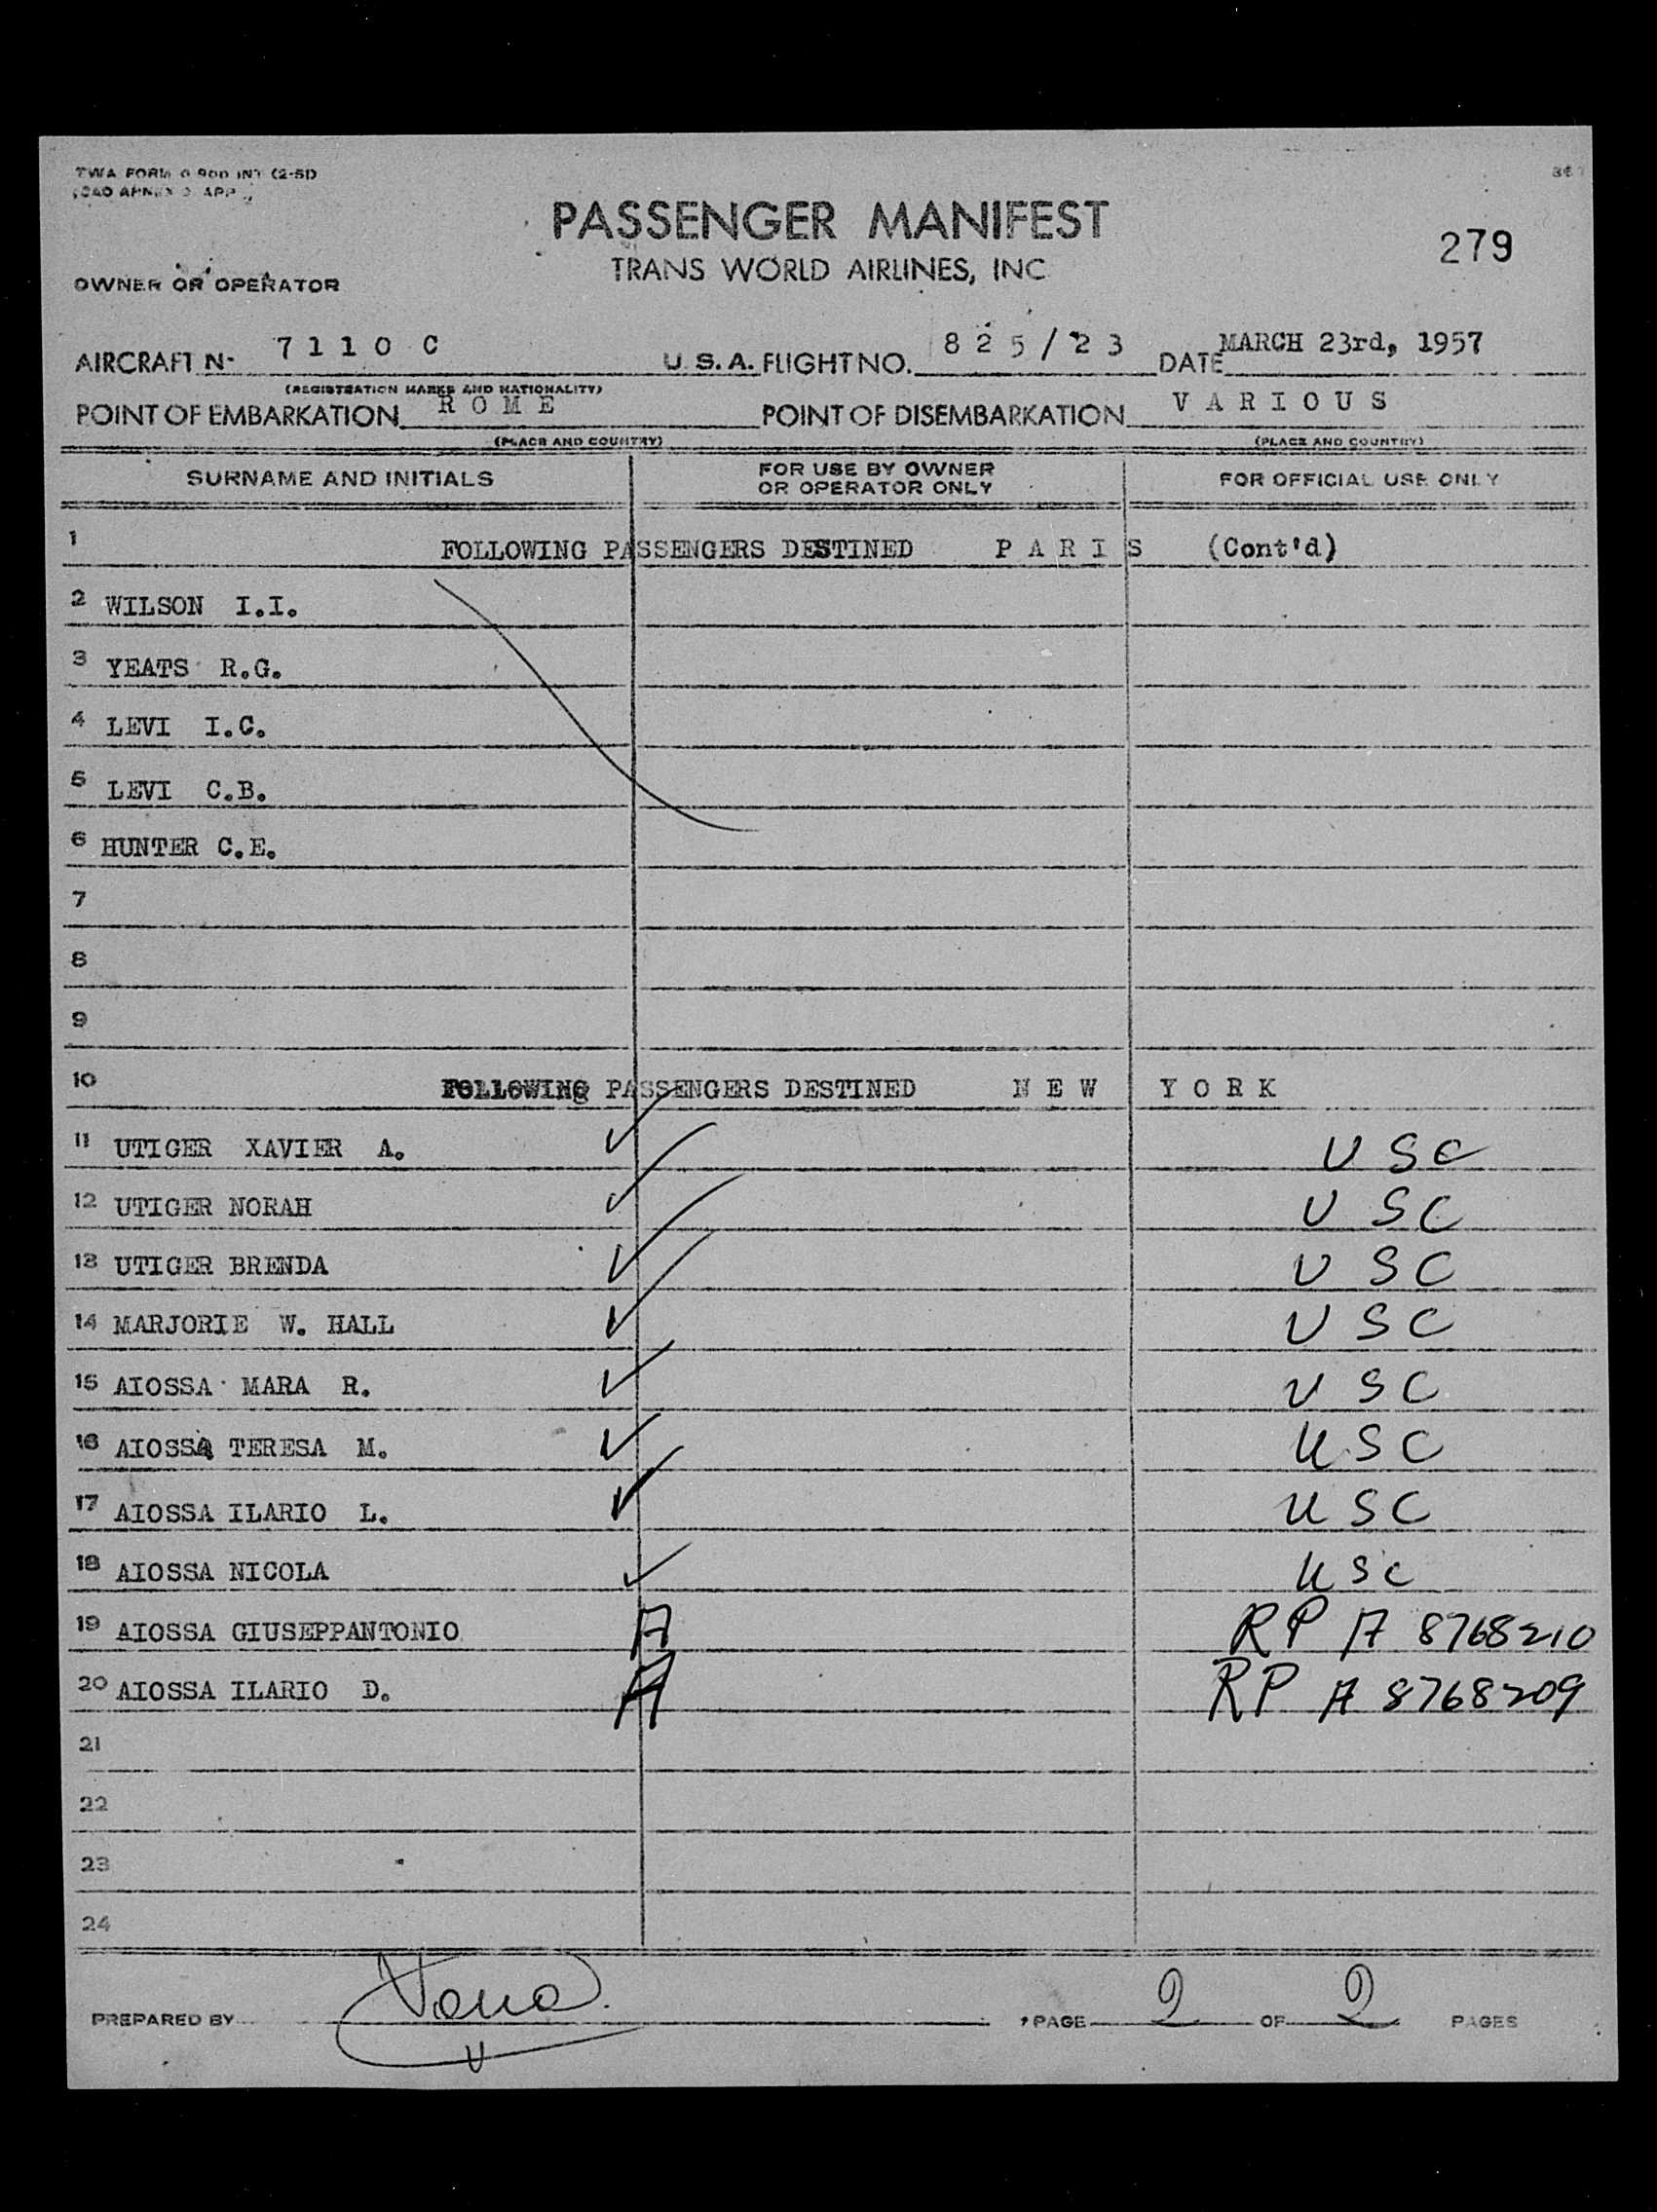 TWA FORM
PASSENGER MANIFEST
279
TRANS WORLD AIRLINES, INC
OWNER OR OPERATOR
AIRCRAFT N- 7110 C U.S.A. FLIGHT NO. 825/23 DATE MARCH 23rd, 1957
(REGISTRATION MARKS AND NATIONALITY)
POINT OF EMBARKATION ROME POINT OF DISEMBARKATION VARIOUS
(PLACE AND COUNTRY) (PLACE AND COUNTRY)
SURNAME AND INITIALS FOR USE BY OWNER OR OPERATOR ONLY FOR OFFICIAL USE ONLY
1 FOLLOWING PASSENGERS DESTINED PARIS (Cont'd)
2 WILSON I.I.
3 YEATS R.G.
4 LEVI I.C.
5 LEVI C.B.
6 HUNTER C.E.
7
8
9
10 FOLLOWING PASSENGERS DESTINED NEW YORK
11 UTIGER XAVIER A. ✓ USC
12 UTIGER NORAH ✓ USC
13 UTIGER BRENDA ✓ USC
14 MARJORIE W. HALL ✓ USC
15 AIOSSA MARA R. ✓ USC
16 AIOSSA TERESA M. ✓ USC
17 AIOSSA ILARIO L. ✓ USC
18 AIOSSA NICOLA ✓ USC
19 AIOSSA GIUSEPPANTONIO A RP A 8768210
20 AIOSSA ILARIO D. A RP A 8768209
21
22
23
24
PREPARED BY PAGE 2 OF 2 PAGES